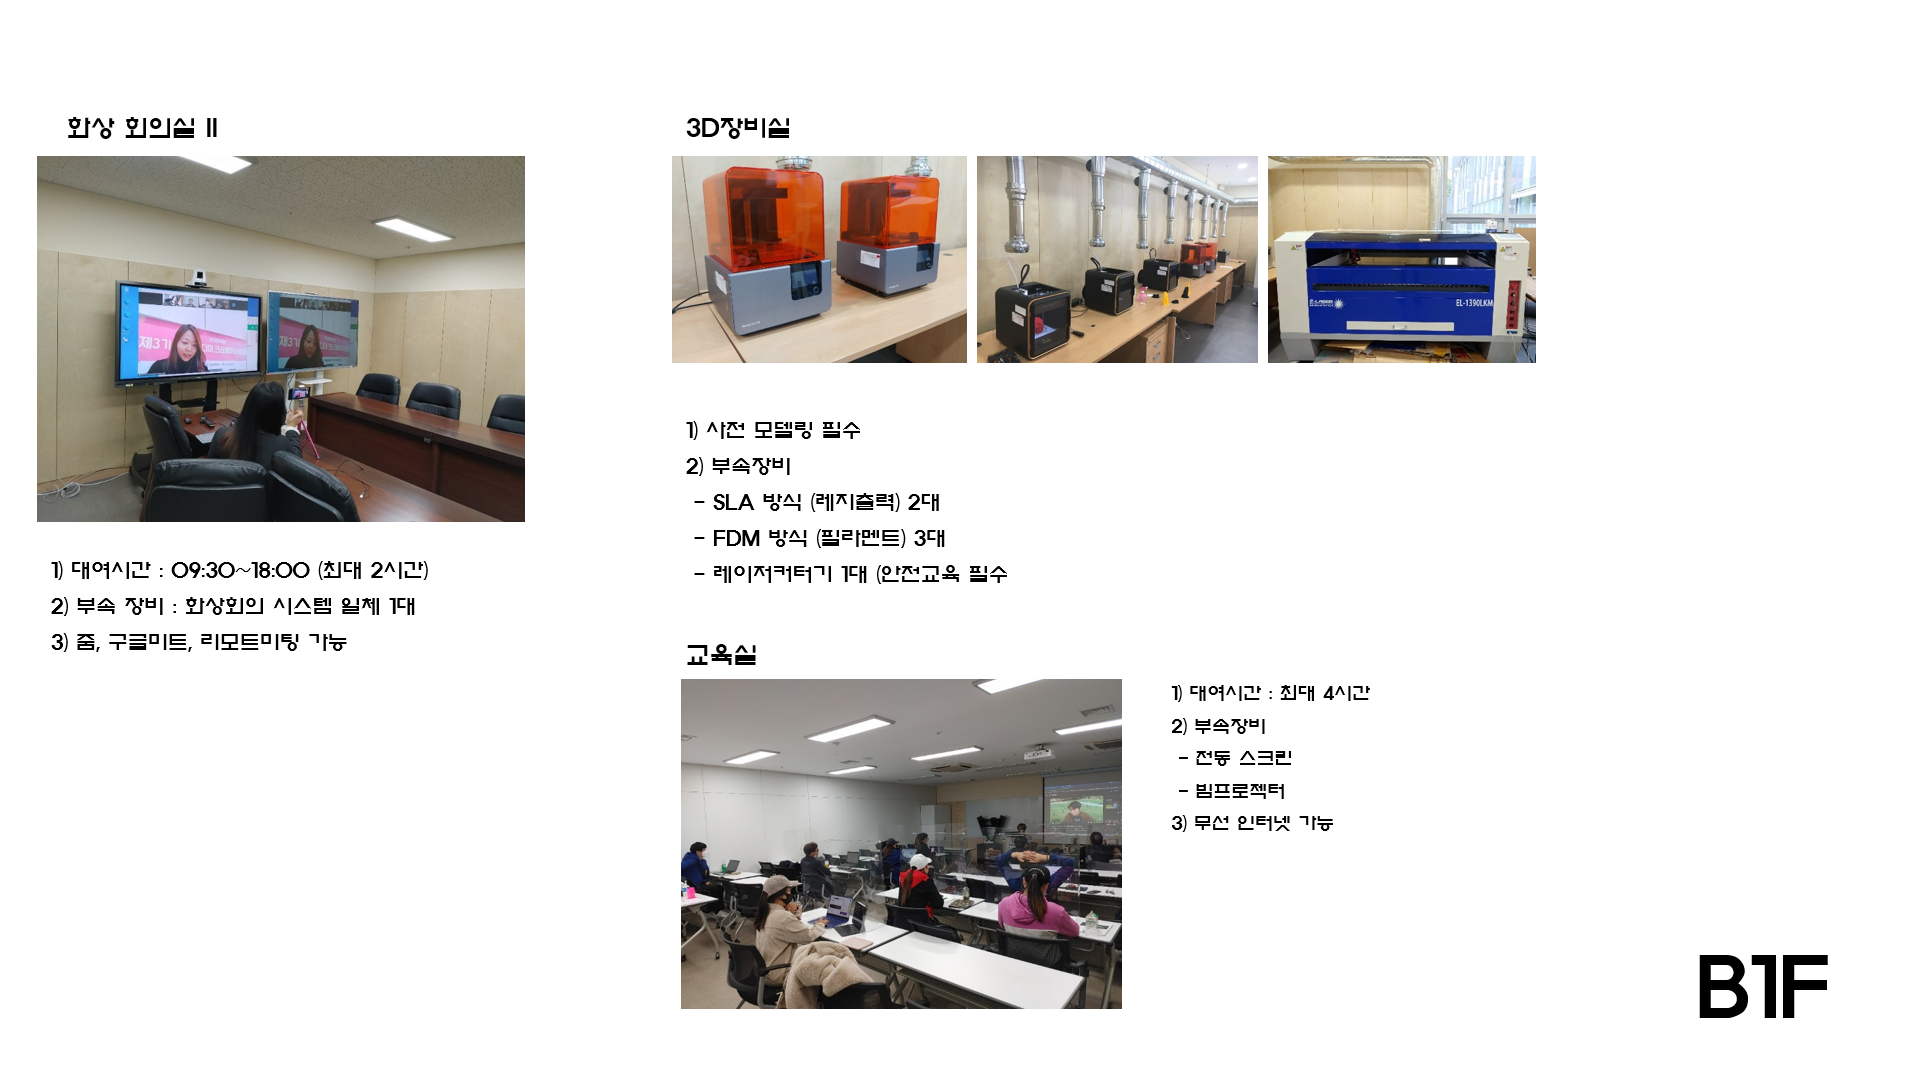 화상 회의실 II
1) 대여시간 : 09:30~18:00 (최대 2시간)
2) 부속 장비 : 화상회의 시스템 일체 1대
3) 줌, 구글미트, 리모트미팅 가능
3D장비실
EL-1390LKM
1) 사전 모델링 필수
2) 부속장비
- SLA 방식 (레지출력) 2대
- FDM 방식 (필라멘트) 3대
- 레이저커터기 1대 (안전교육 필수
교육실
1) 대여시간 : 최대 4시간
2) 부속장비
- 전동 스크린
- 빔프로젝터
3) 무선 인터넷 가능
B1F